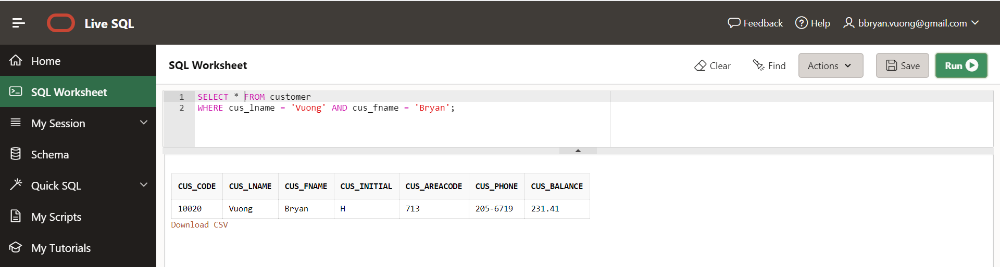 Live SQL
Feedback Help bbryan.vuong@gmail.com
Home
SQL Worksheet
My Session
Schema
Quick SQL
My Scripts
My Tutorials
SQL Worksheet
Clear Find Actions Save Run
1 SELECT * FROM customer
2 WHERE cus_lname = 'Vuong' AND cus_fname = 'Bryan';
CUS_CODE CUS_LNAME CUS_FNAME CUS_INITIAL CUS_AREACODE CUS_PHONE CUS_BALANCE
10020 Vuong Bryan H 713 205-6719 231.41
Download CSV